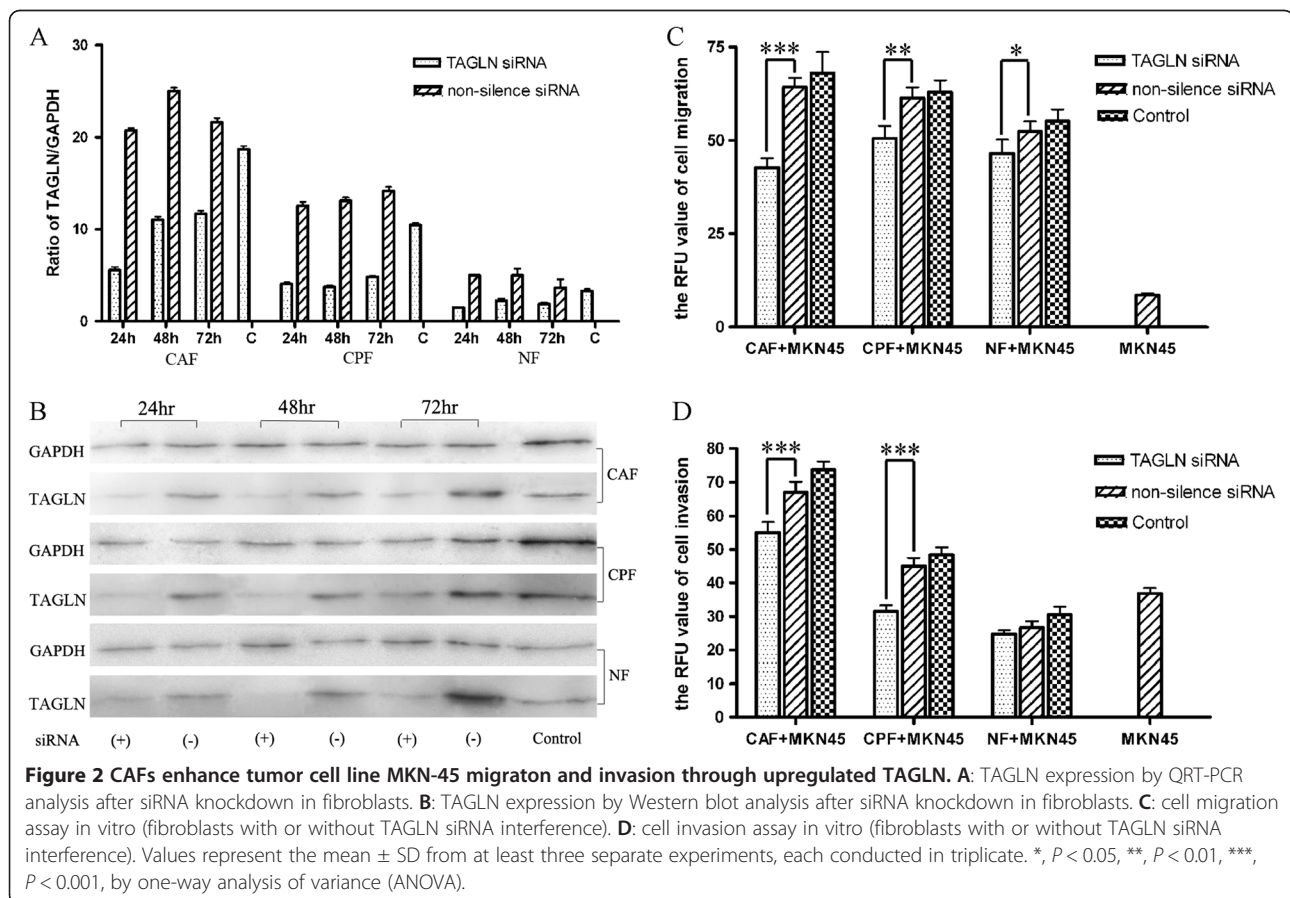 A
30
20
10
0
Ratio of TAGLN/GAPDH
TAGLN siRNA
non-silence siRNA
24h 48h 72h C 24h 48h 72h C 24h 48h 72h C
CAF CPF NF
B
24hr 48hr 72hr
GAPDH
TAGLN
CAF
GAPDH
TAGLN
CPF
GAPDH
TAGLN
NF
siRNA (+) (-) (+) (-) (+) (-) Control
C
75
50
25
0
the RFU value of cell migration
*** ** *
TAGLN siRNA
non-silence siRNA
Control
CAF+MKN45 CPF+MKN45 NF+MKN45 MKN45
D
80
70
60
50
40
30
20
10
0
the RFU value of cell invasion
*** ***
TAGLN siRNA
non-silence siRNA
Control
CAF+MKN45 CPF+MKN45 NF+MKN45 MKN45
Figure 2 CAFs enhance tumor cell line MKN-45 migraton and invasion through upregulated TAGLN. A: TAGLN expression by QRT-PCR
analysis after siRNA knockdown in fibroblasts. B: TAGLN expression by Western blot analysis after siRNA knockdown in fibroblasts. C: cell migration
assay in vitro (fibroblasts with or without TAGLN siRNA interference). D: cell invasion assay in vitro (fibroblasts with or without TAGLN siRNA
interference). Values represent the mean ± SD from at least three separate experiments, each conducted in triplicate. *, P < 0.05, **, P < 0.01, ***,
P < 0.001, by one-way analysis of variance (ANOVA).